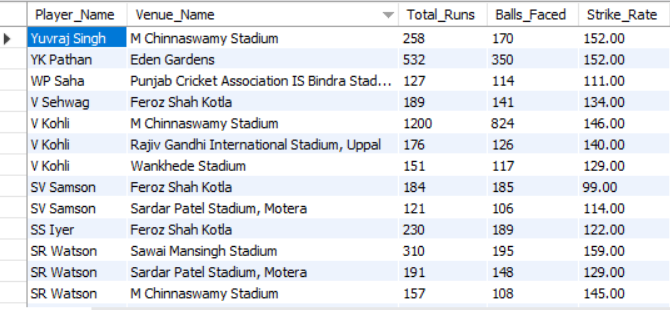 Player_Name Venue_Name Total_Runs Balls_Faced Strike_Rate
Yuvraj Singh M Chinnaswamy Stadium 258 170 152.00
YK Pathan Eden Gardens 532 350 152.00
WP Saha Punjab Cricket Association IS Bindra Stad... 127 114 111.00
V Sehwag Feroz Shah Kotla 189 141 134.00
V Kohli M Chinnaswamy Stadium 1200 824 146.00
V Kohli Rajiv Gandhi International Stadium, Uppal 176 126 140.00
V Kohli Wankhede Stadium 151 117 129.00
SV Samson Feroz Shah Kotla 184 185 99.00
SV Samson Sardar Patel Stadium, Motera 121 106 114.00
SS Iyer Feroz Shah Kotla 230 189 122.00
SR Watson Sawai Mansingh Stadium 310 195 159.00
SR Watson Sardar Patel Stadium, Motera 191 148 129.00
SR Watson M Chinnaswamy Stadium 157 108 145.00